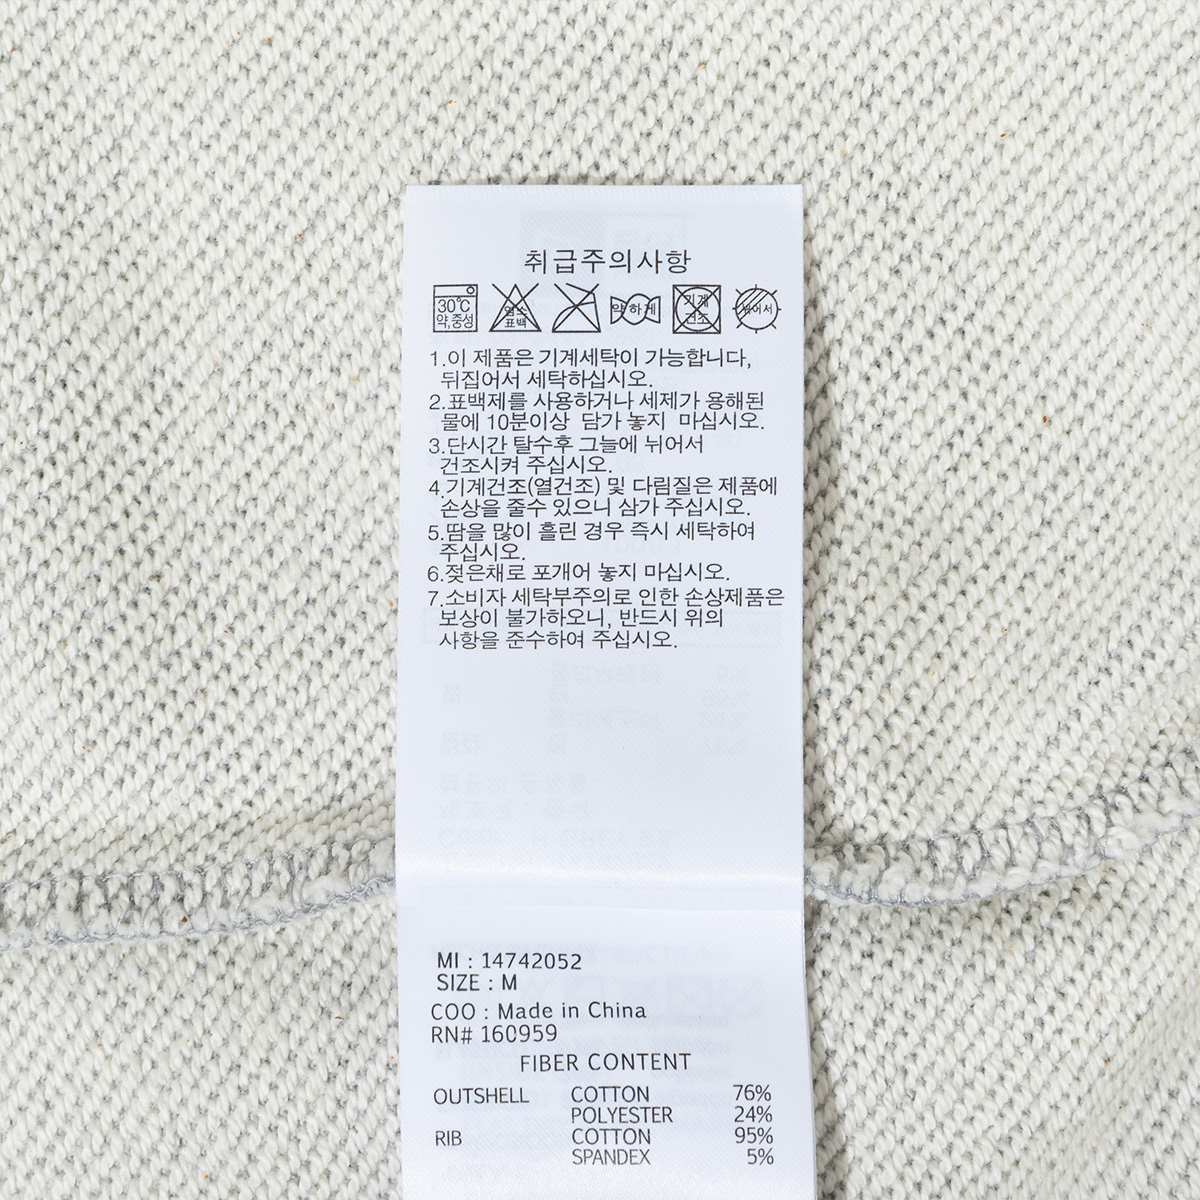 취급주의사항
30℃
약,중성
염소
표백
약하게
기계
건조
뉘어서
1.이 제품은 기계세탁이 가능합니다,
뒤집어서 세탁하십시오.
2.표백제를 사용하거나 세제가 용해된
물에 10분이상 담가 놓지 마십시오.
3.단시간 탈수후 그늘에 뉘어서
건조시켜 주십시오.
4.기계건조(열건조) 및 다림질은 제품에
손상을 줄수 있으니 삼가 주십시오.
5.땀을 많이 흘린 경우 즉시 세탁하여
주십시오.
6.젖은채로 포개어 놓지 마십시오.
7.소비자 세탁부주의로 인한 손상제품은
보상이 불가하오니, 반드시 위의
사항을 준수하여 주십시오.
MI : 14742052
SIZE : M
COO : Made in China
RN# 160959
FIBER CONTENT
OUTSHELL COTTON 76%
POLYESTER 24%
RIB COTTON 95%
SPANDEX 5%